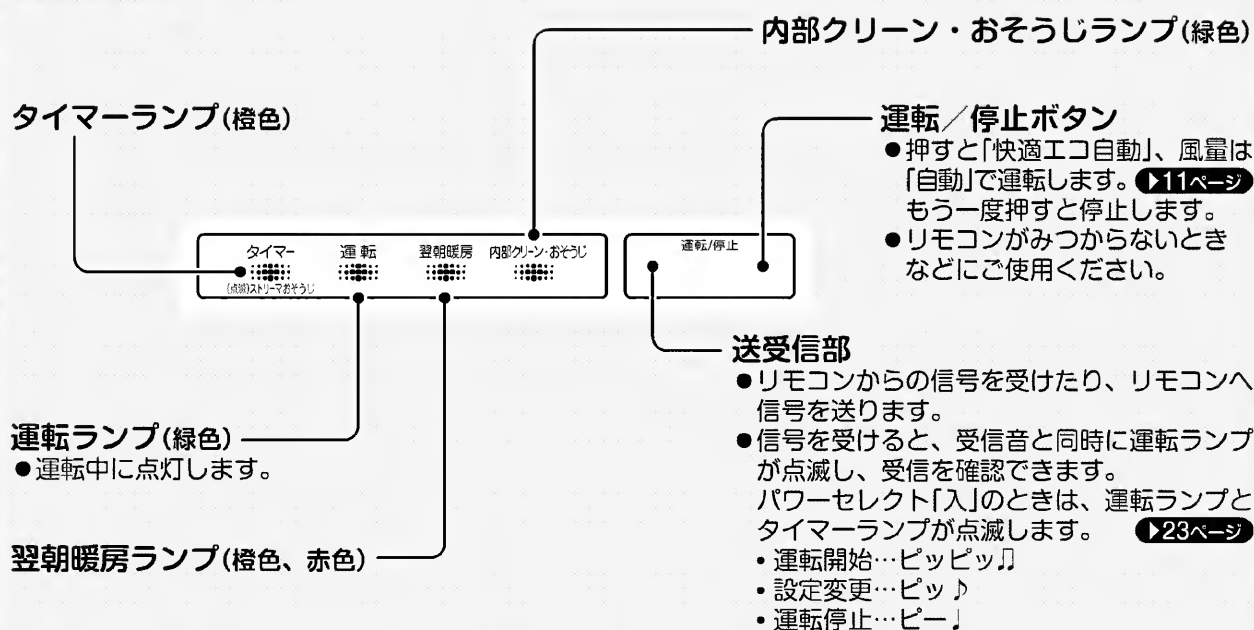 内部クリーン・おそうじランプ(緑色)
タイマーランプ(橙色)
運転／停止ボタン
●押すと「快適エコ自動」、風量は
「自動」で運転します。▶11ページ
もう一度押すと停止します。
●リモコンがみつからないとき
などにご使用ください。
タイマー 運転 翌朝暖房 内部クリーン・おそうじ
(点滅)ストリーマおそうじ
運転/停止
送受信部
●リモコンからの信号を受けたり、リモコンへ
信号を送ります。
●信号を受けると、受信音と同時に運転ランプ
が点滅し、受信を確認できます。
パワーセレクト「入」のときは、運転ランプと
タイマーランプが点滅します。 ▶23ページ
・運転開始…ピッピッ♫
・設定変更…ピッ♪
・運転停止…ピー♩
運転ランプ(緑色)
●運転中に点灯します。
翌朝暖房ランプ(橙色、赤色)